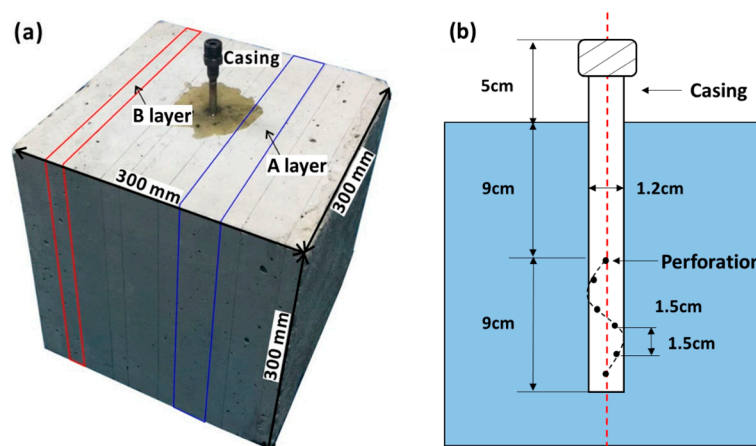 (a)
Casing
B layer
A layer
300 mm
300 mm
300 mm
(b)
5cm
Casing
9cm
1.2cm
Perforation
9cm
1.5cm
1.5cm